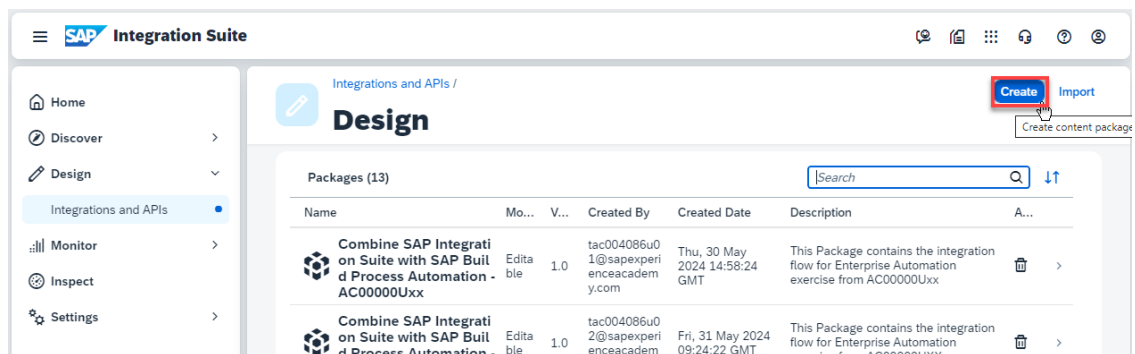 SAP Integration Suite
Home
Discover
Design
Integrations and APIs
Monitor
Inspect
Settings
Integrations and APIs /
Design
Create
Import
Create content package
Packages (13)
Search
Name Mo... V... Created By Created Date Description A...
Combine SAP Integrati
on Suite with SAP Buil
d Process Automation -
AC00000Uxx
Edita
ble
1.0
tac004086u0
1@sapexperi
enceacadem
y.com
Thu, 30 May
2024 14:58:24
GMT
This Package contains the integration
flow for Enterprise Automation
exercise from AC00000Uxx
Combine SAP Integrati
on Suite with SAP Buil
d Process Automation -
Edita
ble
1.0
tac004086u0
2@sapexperi
enceacadem
Fri, 31 May 2024
09:24:22 GMT
This Package contains the integration
flow for Enterprise Automation